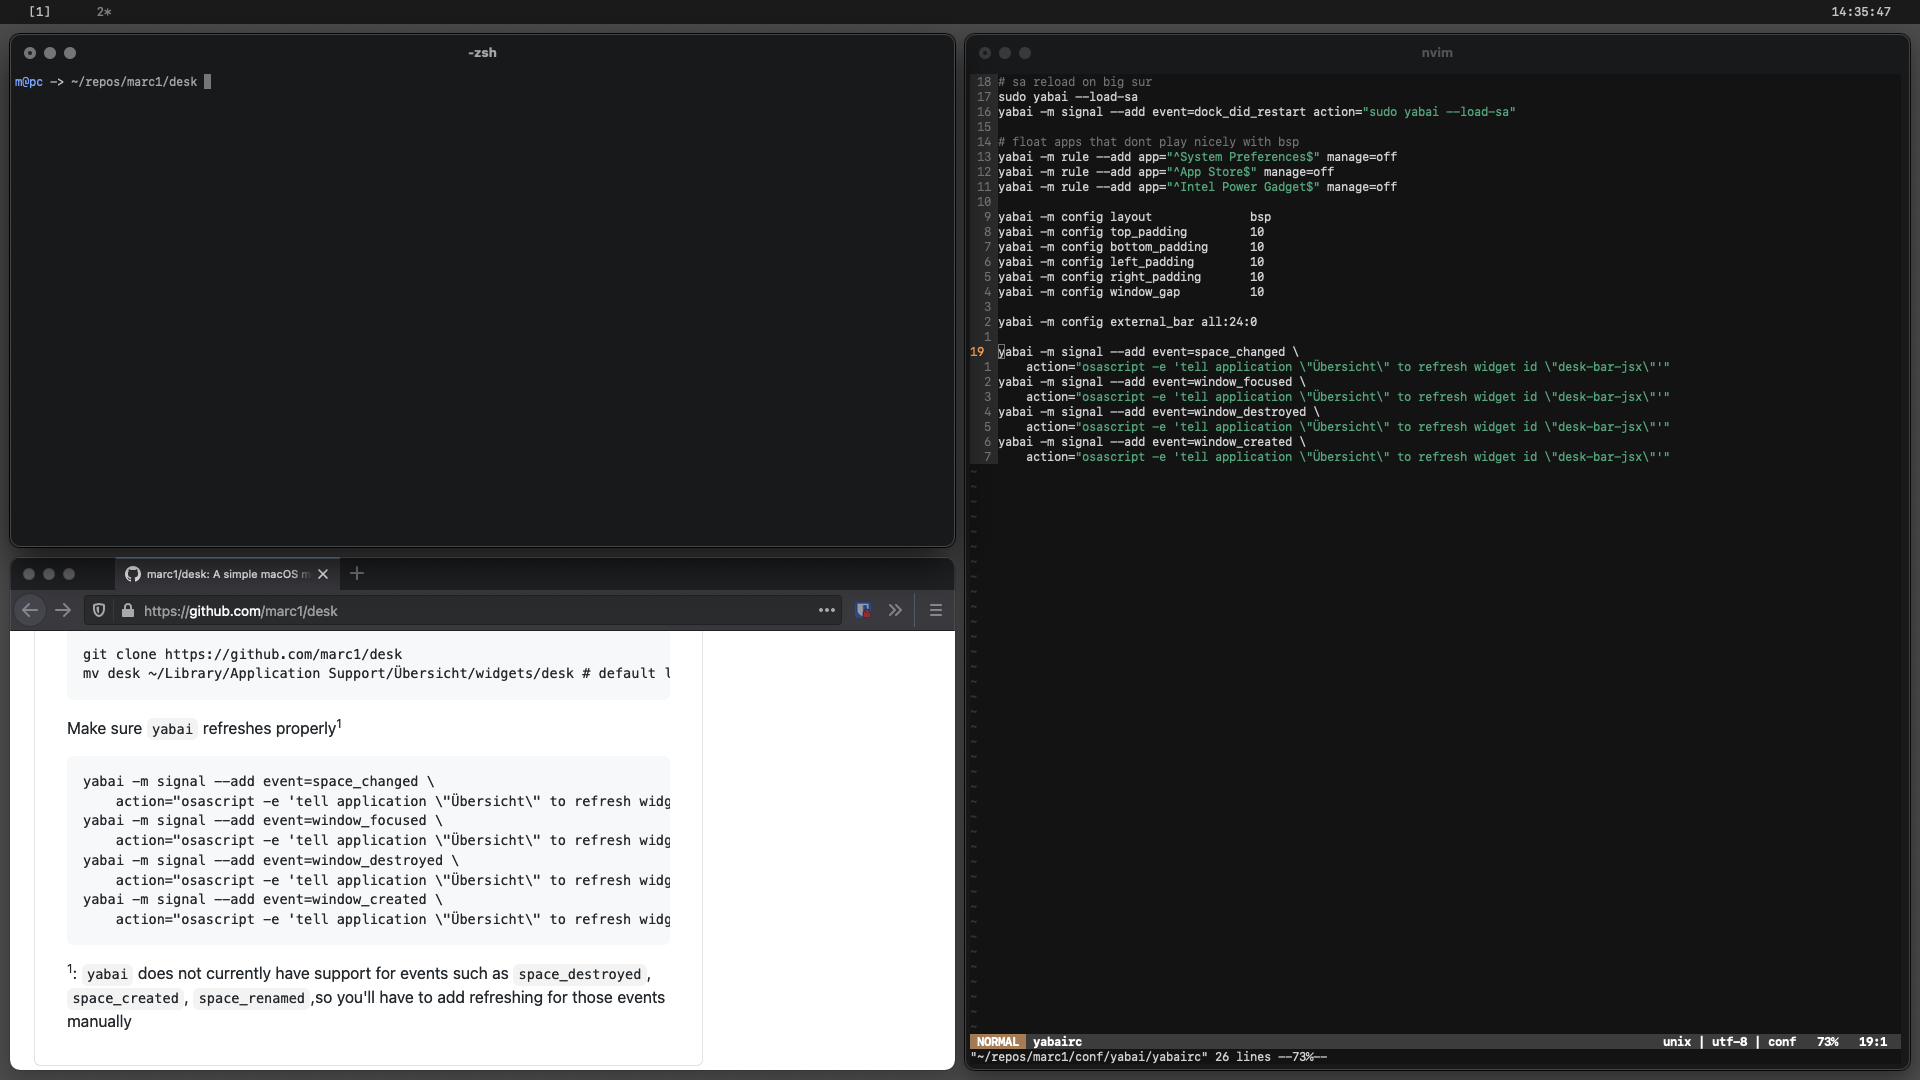 [1] 2* 14:35:47
-zsh
m@pc -> ~/repos/marc1/desk
marc1/desk: A simple macOS m
https://github.com/marc1/desk
git clone https://github.com/marc1/desk
mv desk ~/Library/Application Support/Übersicht/widgets/desk # default l
Make sure yabai refreshes properly1
yabai -m signal --add event=space_changed \
    action="osascript -e 'tell application \"Übersicht\" to refresh widg
yabai -m signal --add event=window_focused \
    action="osascript -e 'tell application \"Übersicht\" to refresh widg
yabai -m signal --add event=window_destroyed \
    action="osascript -e 'tell application \"Übersicht\" to refresh widg
yabai -m signal --add event=window_created \
    action="osascript -e 'tell application \"Übersicht\" to refresh widg
1: yabai does not currently have support for events such as space_destroyed,
space_created, space_renamed ,so you'll have to add refreshing for those events
manually
nvim
18 # sa reload on big sur
17 sudo yabai --load-sa
16 yabai -m signal --add event=dock_did_restart action="sudo yabai --load-sa"
15
14 # float apps that dont play nicely with bsp
13 yabai -m rule --add app="^System Preferences$" manage=off
12 yabai -m rule --add app="^App Store$" manage=off
11 yabai -m rule --add app="^Intel Power Gadget$" manage=off
10
9 yabai -m config layout bsp
8 yabai -m config top_padding 10
7 yabai -m config bottom_padding 10
6 yabai -m config left_padding 10
5 yabai -m config right_padding 10
4 yabai -m config window_gap 10
3
2 yabai -m config external_bar all:24:0
1
19 yabai -m signal --add event=space_changed \
1     action="osascript -e 'tell application \"Übersicht\" to refresh widget id \"desk-bar-jsx\"'"
2 yabai -m signal --add event=window_focused \
3     action="osascript -e 'tell application \"Übersicht\" to refresh widget id \"desk-bar-jsx\"'"
4 yabai -m signal --add event=window_destroyed \
5     action="osascript -e 'tell application \"Übersicht\" to refresh widget id \"desk-bar-jsx\"'"
6 yabai -m signal --add event=window_created \
7     action="osascript -e 'tell application \"Übersicht\" to refresh widget id \"desk-bar-jsx\"'"
NORMAL yabairc unix | utf-8 | conf 73% 19:1
"~/repos/marc1/conf/yabai/yabairc" 26 lines --73%--